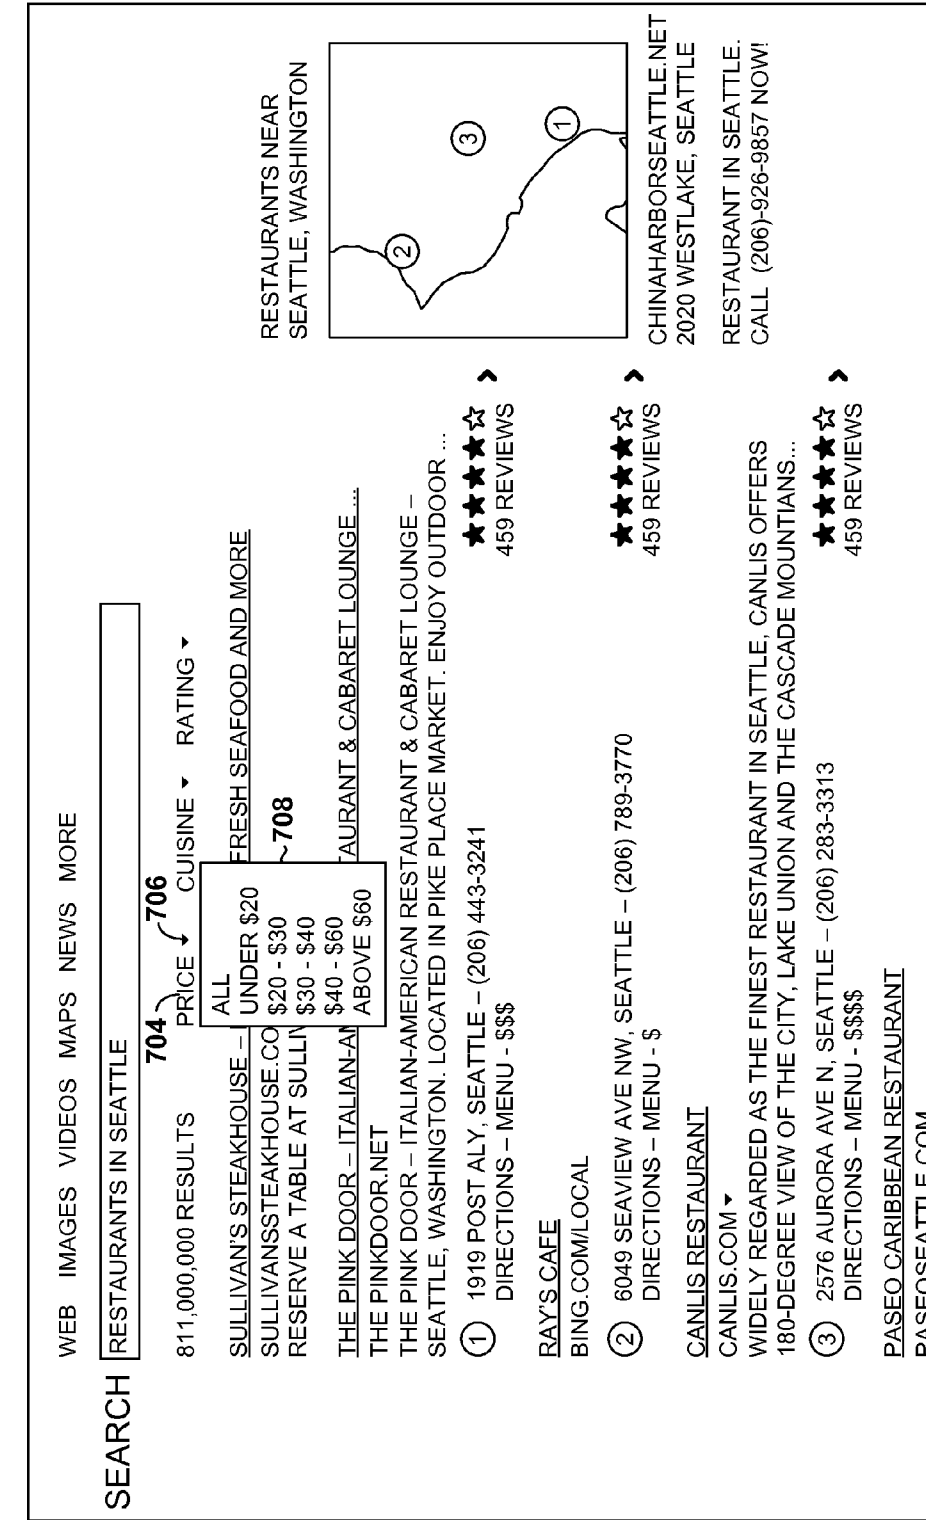 WEB IMAGES VIDEOS MAPS NEWS MORE
SEARCH RESTAURANTS IN SEATTLE
704 706
811,000,000 RESULTS PRICE CUISINE RATING
ALL
UNDER $20
$20 - $30
$30 - $40
$40 - $60
ABOVE $60
708
SULLIVAN'S STEAKHOUSE – FRESH SEAFOOD AND MORE
SULLIVANSSTEAKHOUSE.CO
RESERVE A TABLE AT SULLIV
THE PINK DOOR – ITALIAN-AM TAURANT & CABARET LOUNGE ...
THE PINKDOOR.NET
THE PINK DOOR – ITALIAN-AMERICAN RESTAURANT & CABARET LOUNGE –
SEATTLE, WASHINGTON. LOCATED IN PIKE PLACE MARKET. ENJOY OUTDOOR ...
1 1919 POST ALY, SEATTLE – (206) 443-3241 ★★★★☆
DIRECTIONS – MENU - $$$ 459 REVIEWS
RAY'S CAFE
BING.COM/LOCAL
2 6049 SEAVIEW AVE NW, SEATTLE – (206) 789-3770 ★★★★☆
DIRECTIONS – MENU - $ 459 REVIEWS
CANLIS RESTAURANT
CANLIS.COM
WIDELY REGARDED AS THE FINEST RESTAURANT IN SEATTLE, CANLIS OFFERS
180-DEGREE VIEW OF THE CITY, LAKE UNION AND THE CASCADE MOUNTIANS...
3 2576 AURORA AVE N, SEATTLE – (206) 283-3313 ★★★★☆
DIRECTIONS – MENU - $$$$ 459 REVIEWS
PASEO CARIBBEAN RESTAURANT
PASEOSEATTLE.COM
RESTAURANTS NEAR
SEATTLE, WASHINGTON
2
3
1
CHINAHARBORSEATTLE.NET
2020 WESTLAKE, SEATTLE
RESTAURANT IN SEATTLE.
CALL (206)-926-9857 NOW!